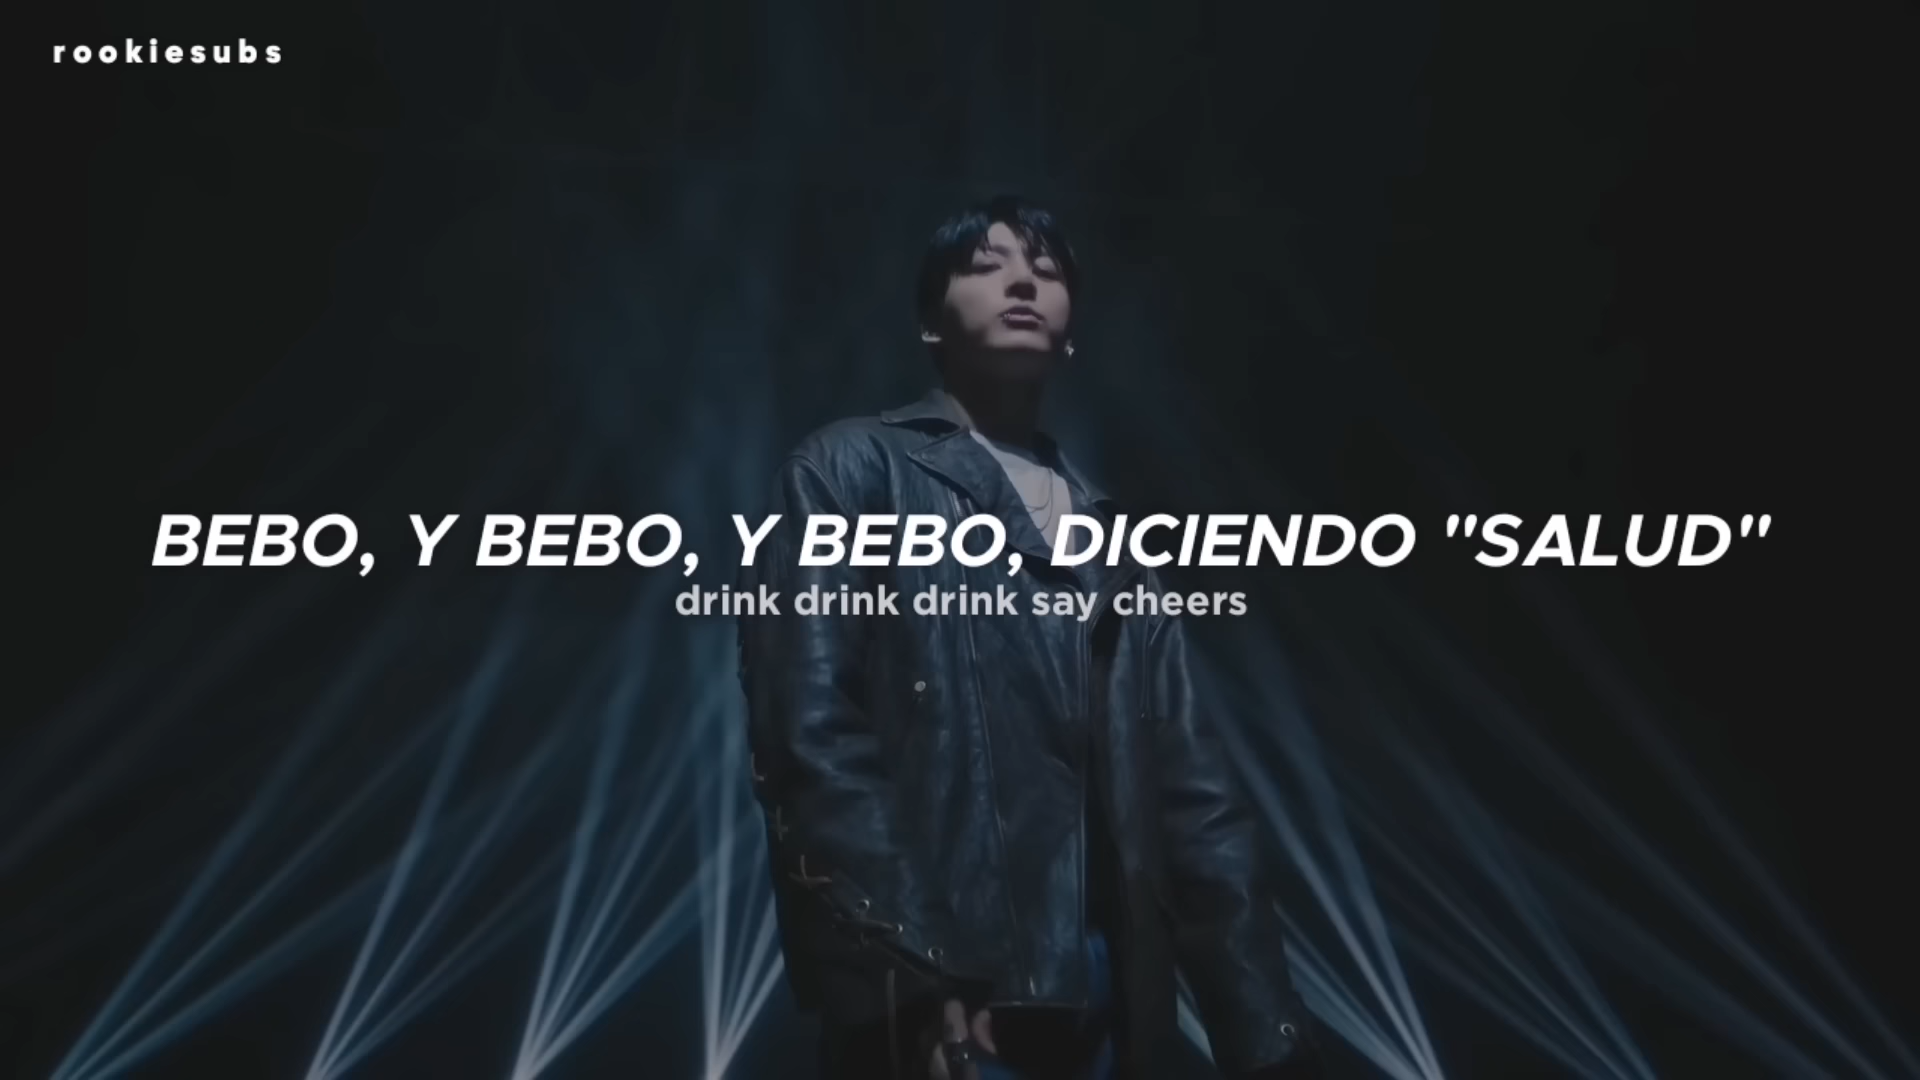 rookiesubs
BEBO, Y BEBO, Y BEBO, DICIENDO "SALUD"
drink drink drink say cheers